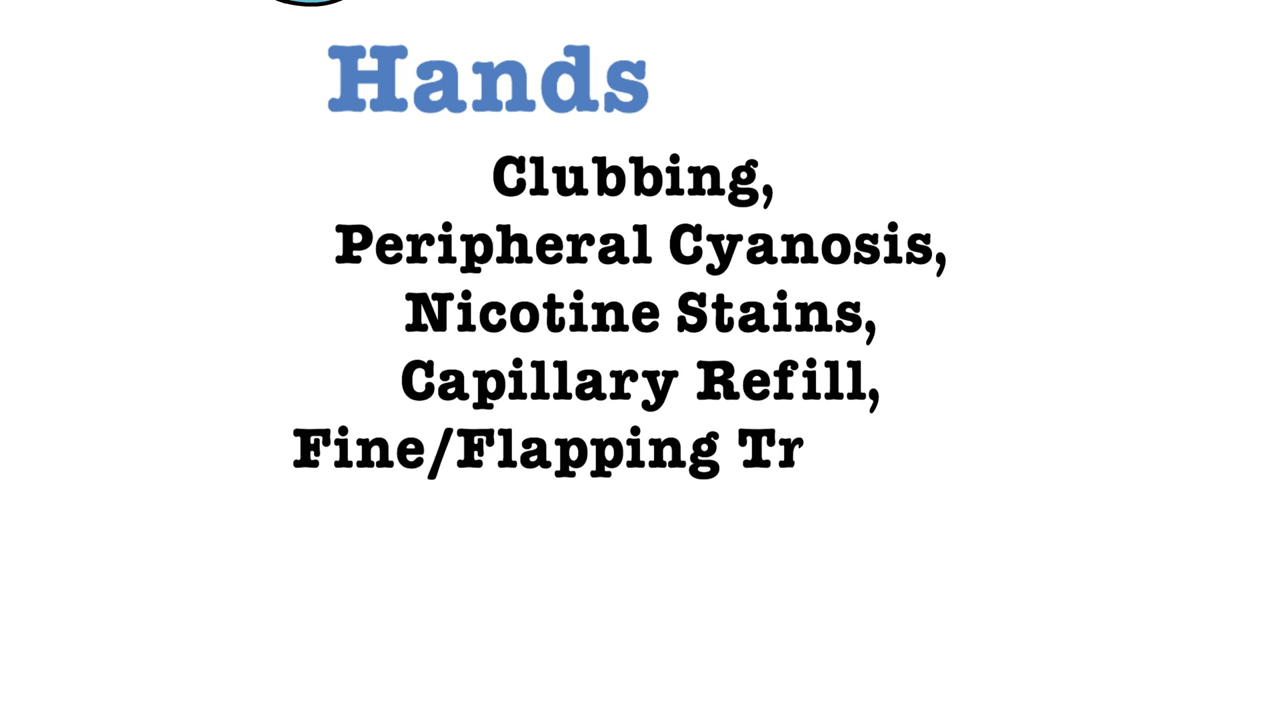 Hands
Clubbing,
Peripheral Cyanosis,
Nicotine Stains,
Capillary Refill,
Fine/Flapping Tr